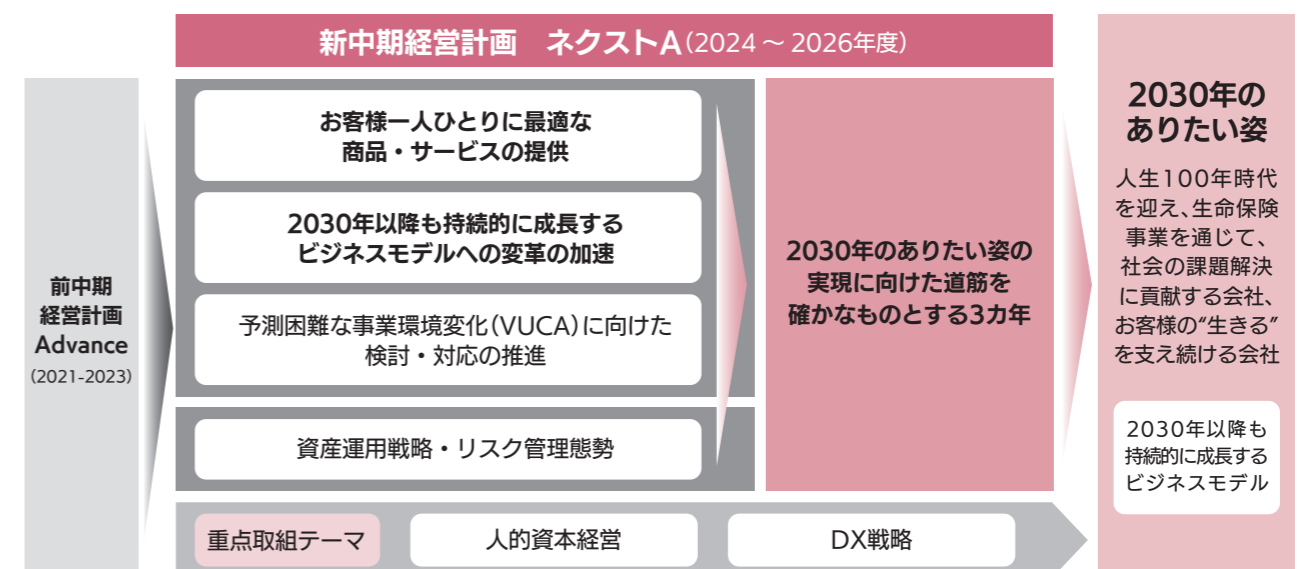 新中期経営計画 ネクストA(2024～2026年度)
前中期
経営計画
Advance
(2021-2023)
お客様一人ひとりに最適な
商品・サービスの提供
2030年以降も持続的に成長する
ビジネスモデルへの変革の加速
予測困難な事業環境変化(VUCA)に向けた
検討・対応の推進
資産運用戦略・リスク管理態勢
2030年のありたい姿の
実現に向けた道筋を
確かなものとする3カ年
重点取組テーマ
人的資本経営
DX戦略
2030年の
ありたい姿
人生100年時代
を迎え、生命保険
事業を通じて、
社会の課題解決
に貢献する会社、
お客様の“生きる”
を支え続ける会社
2030年以降も
持続的に成長する
ビジネスモデル